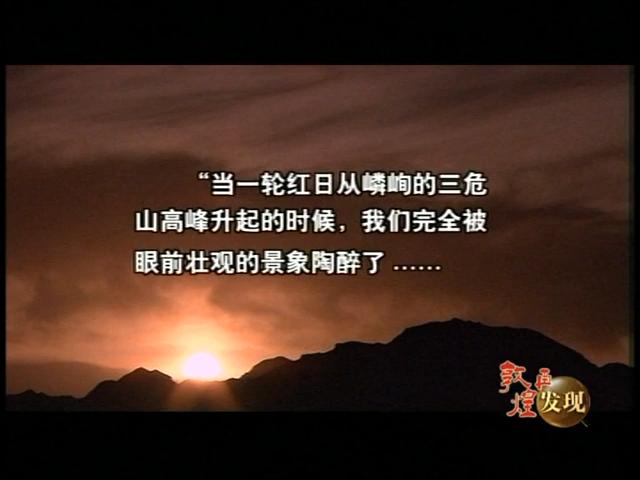 “当一轮红日从嶙峋的三危
山高峰升起的时候，我们完全被
眼前壮观的景象陶醉了 ……
敦煌
再
发现